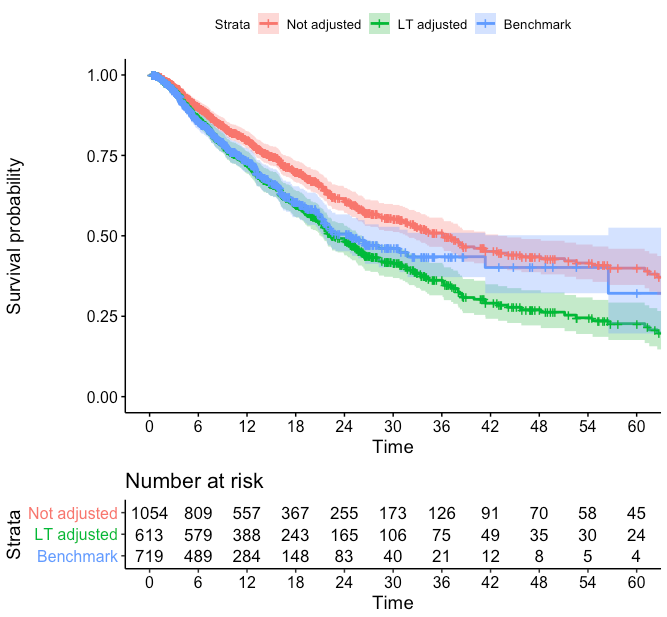 Strata Not adjusted LT adjusted Benchmark
Survival probability
1.00
0.75
0.50
0.25
0.00
0 6 12 18 24 30 36 42 48 54 60
Time
Number at risk
Strata
Not adjusted 1054 809 557 367 255 173 126 91 70 58 45
LT adjusted 613 579 388 243 165 106 75 49 35 30 24
Benchmark 719 489 284 148 83 40 21 12 8 5 4
0 6 12 18 24 30 36 42 48 54 60
Time